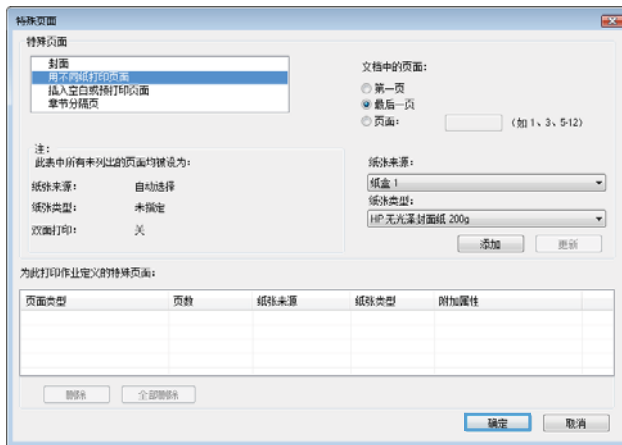 特殊页面
特殊页面
封面
用不同纸打印页面
插入空白或预打印页面
章节分隔页
文档中的页面：
第一页
最后一页
页面： (如 1、3、5-12)
注：
此表中所有未列出的页面均被设为：
纸张来源： 自动选择
纸张类型： 未指定
双面打印： 关
纸张来源：
纸盒 1
纸张类型：
HP 无光泽封面纸 200g
添加 更新
为此打印作业定义的特殊页面：
页面类型 页数 纸张来源 纸张类型 附加属性
删除 全部删除
确定 取消